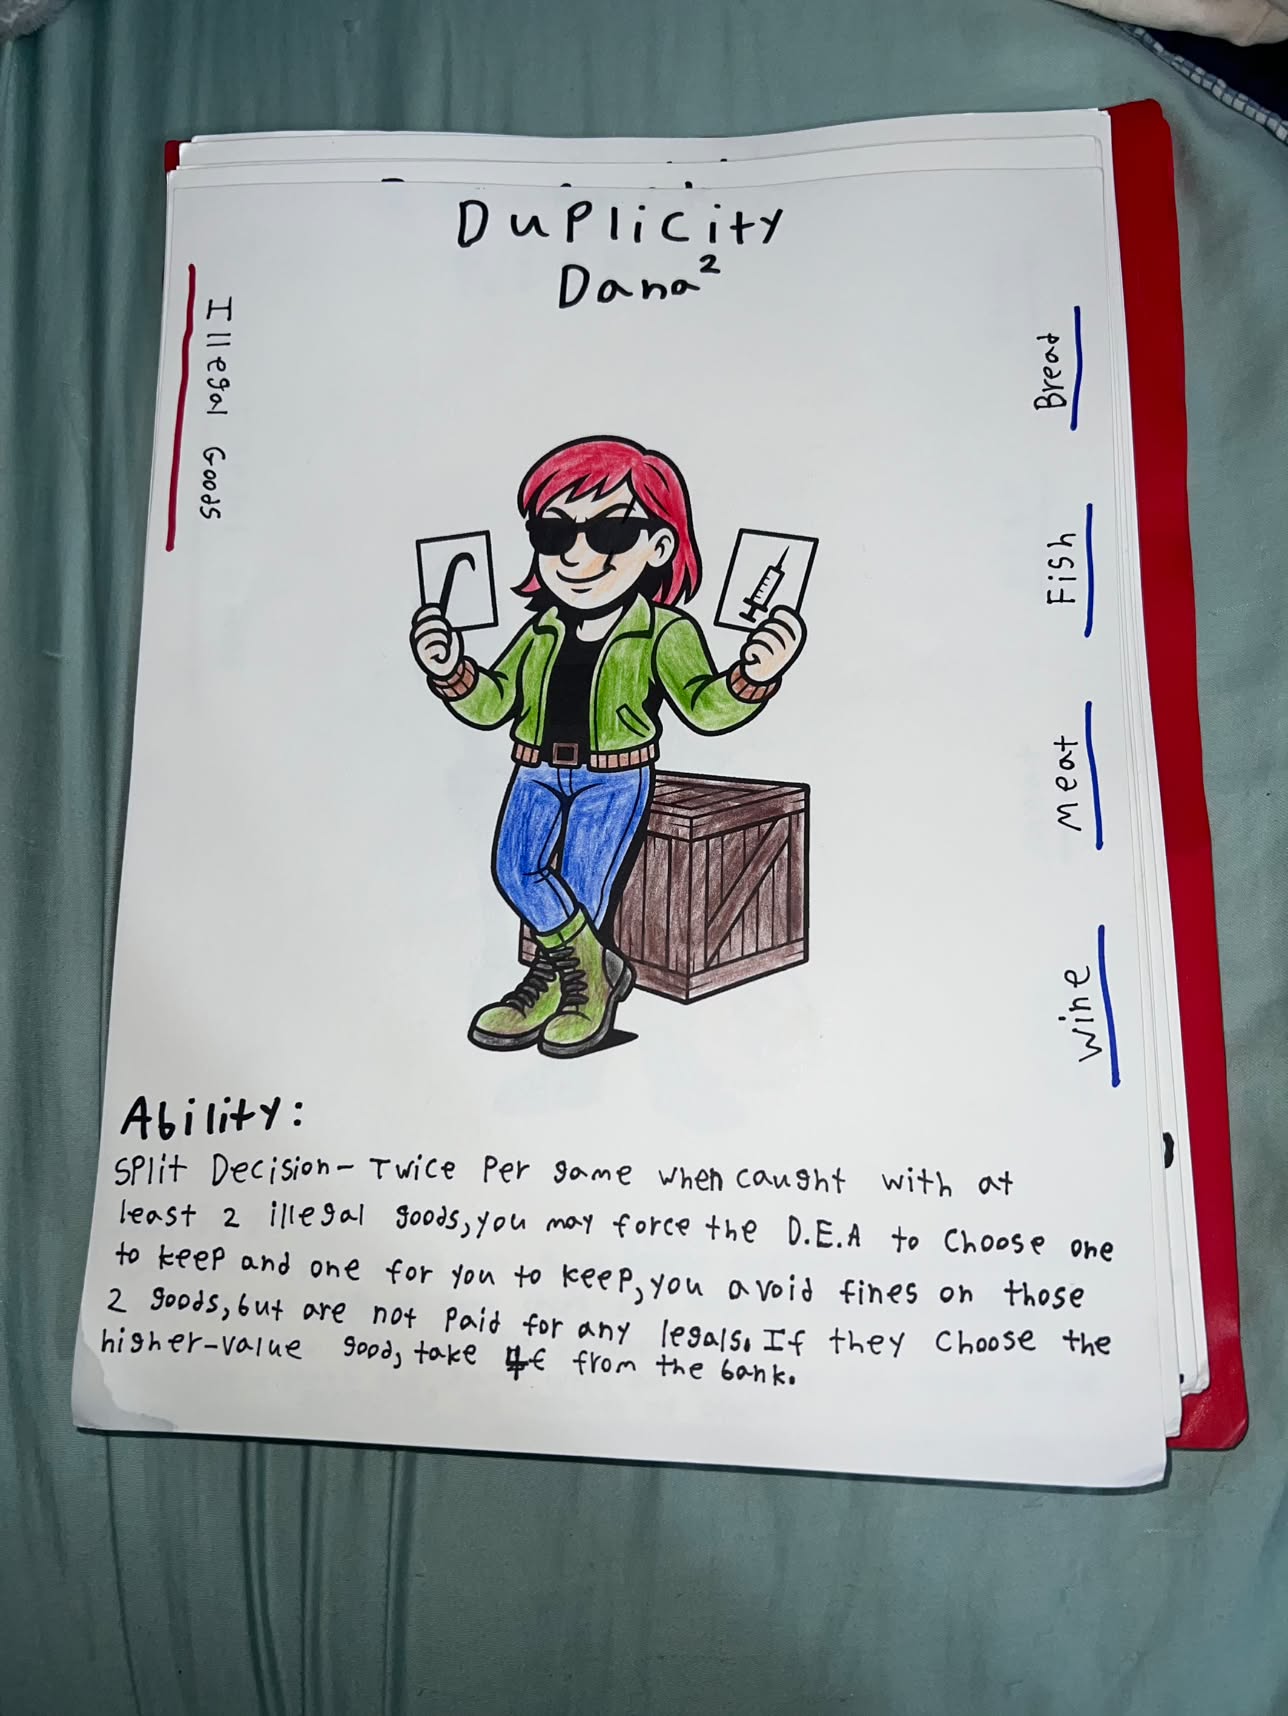 Duplicity
Dana²
Illegal Goods
Bread
Fish
Meat
Wine
Ability:
Split Decision- Twice per game when caught with at
least 2 illegal goods, you may force the D.E.A to choose one
to keep and one for you to keep, you avoid fines on those
2 goods, but are not paid for any legals. If they choose the
higher-value good, take 4€ from the bank.